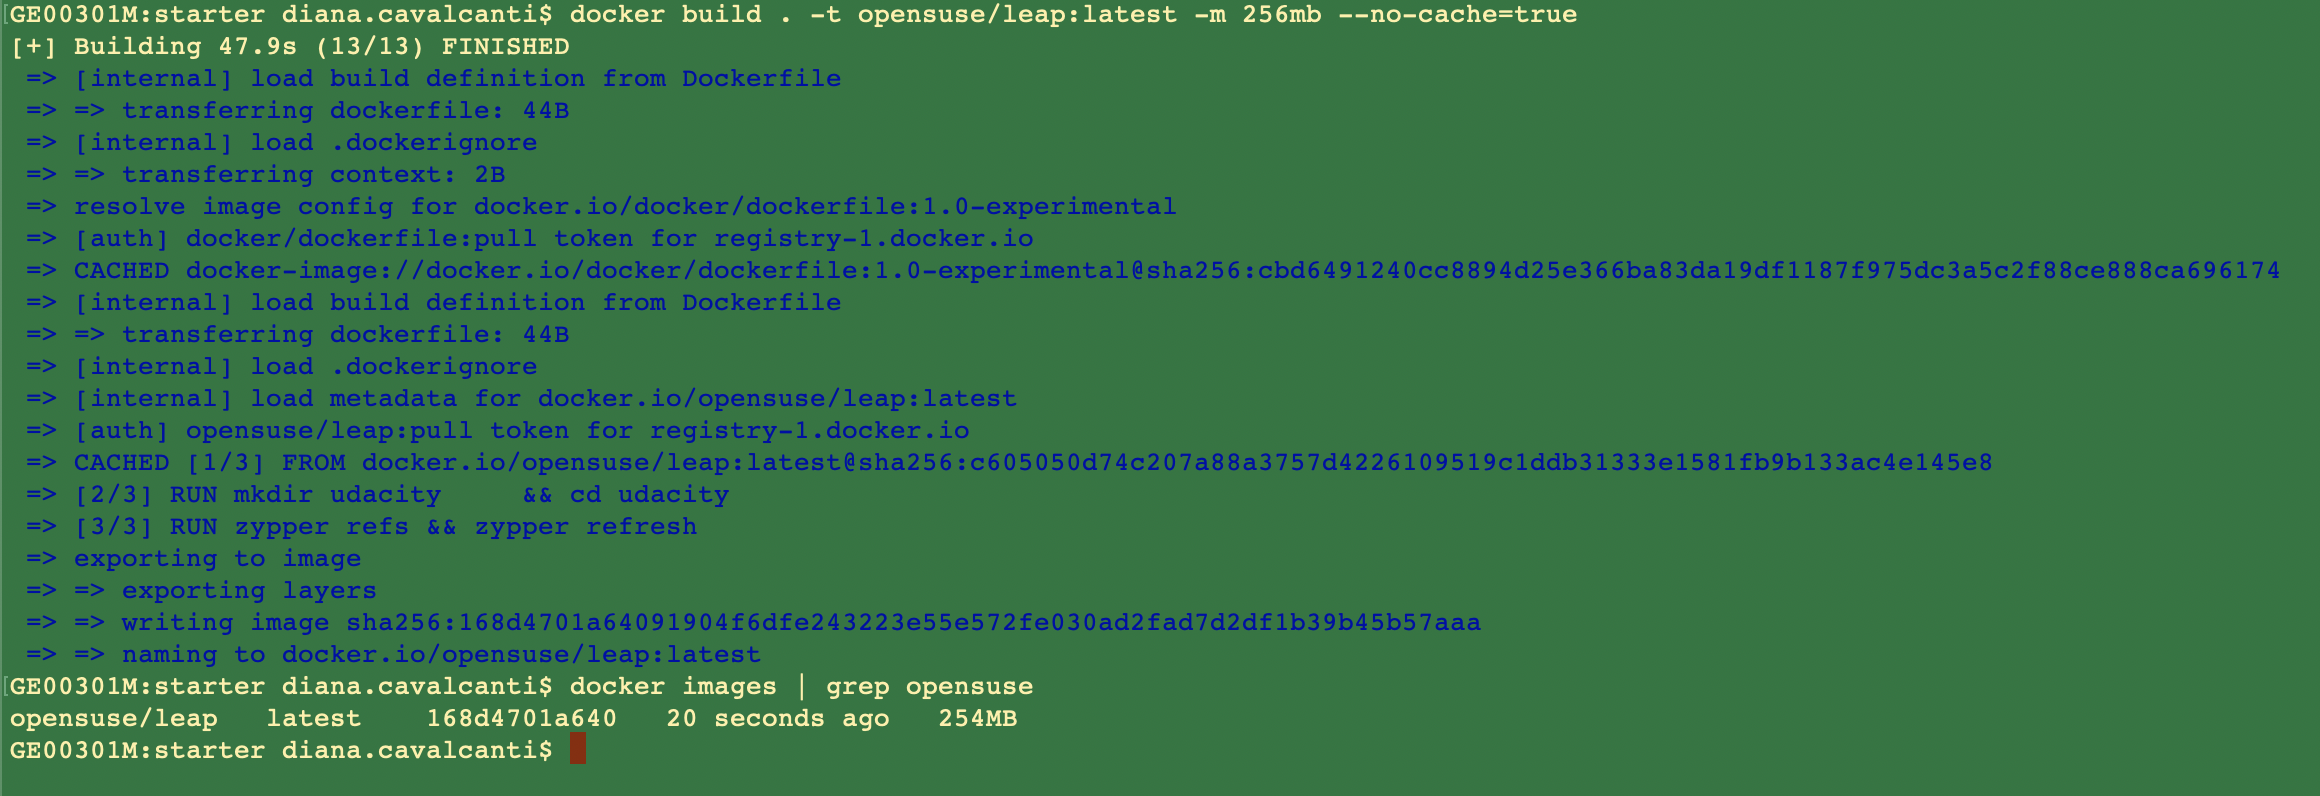 GE00301M:starter diana.cavalcanti$ docker build . -t opensuse/leap:latest -m 256mb --no-cache=true
[+] Building 47.9s (13/13) FINISHED
 => [internal] load build definition from Dockerfile
 => => transferring dockerfile: 44B
 => [internal] load .dockerignore
 => => transferring context: 2B
 => resolve image config for docker.io/docker/dockerfile:1.0-experimental
 => [auth] docker/dockerfile:pull token for registry-1.docker.io
 => CACHED docker-image://docker.io/docker/dockerfile:1.0-experimental@sha256:cbd6491240cc8894d25e366ba83da19df1187f975dc3a5c2f88ce888ca696174
 => [internal] load build definition from Dockerfile
 => => transferring dockerfile: 44B
 => [internal] load .dockerignore
 => [internal] load metadata for docker.io/opensuse/leap:latest
 => [auth] opensuse/leap:pull token for registry-1.docker.io
 => CACHED [1/3] FROM docker.io/opensuse/leap:latest@sha256:c605050d74c207a88a3757d4226109519c1ddb31333e1581fb9b133ac4e145e8
 => [2/3] RUN mkdir udacity     && cd udacity
 => [3/3] RUN zypper refs && zypper refresh
 => exporting to image
 => => exporting layers
 => => writing image sha256:168d4701a64091904f6dfe243223e55e572fe030ad2fad7d2df1b39b45b57aaa
 => => naming to docker.io/opensuse/leap:latest
GE00301M:starter diana.cavalcanti$ docker images | grep opensuse
opensuse/leap   latest    168d4701a640   20 seconds ago   254MB
GE00301M:starter diana.cavalcanti$